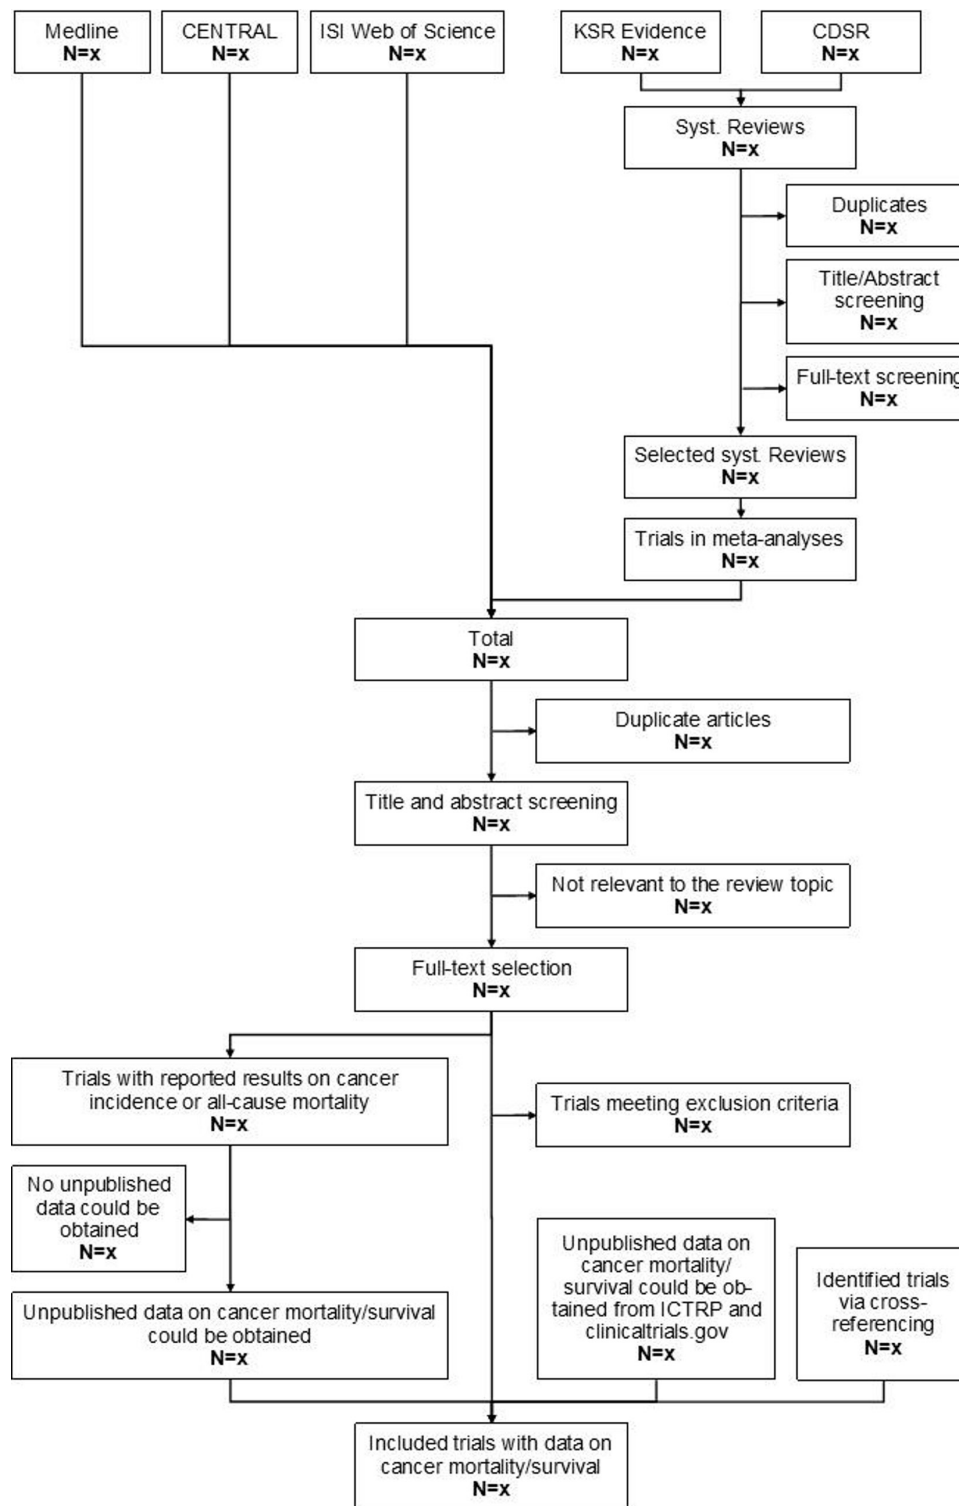 Medline
N=x
CENTRAL
N=x
ISI Web of Science
N=x
KSR Evidence
N=x
CDSR
N=x
Syst. Reviews
N=x
Duplicates
N=x
Title/Abstract
screening
N=x
Full-text screening
N=x
Selected syst. Reviews
N=x
Trials in meta-analyses
N=x
Total
N=x
Duplicate articles
N=x
Title and abstract screening
N=x
Not relevant to the review topic
N=x
Full-text selection
N=x
Trials with reported results on cancer
incidence or all-cause mortality
N=x
Trials meeting exclusion criteria
N=x
No unpublished
data could be
obtained
N=x
Unpublished data on
cancer mortality/
survival could be ob-
tained from ICTRP and
clinicaltrials.gov
N=x
Identified trials
via cross-
referencing
N=x
Unpublished data on cancer mortality/survival
could be obtained
N=x
Included trials with data on
cancer mortality/survival
N=x